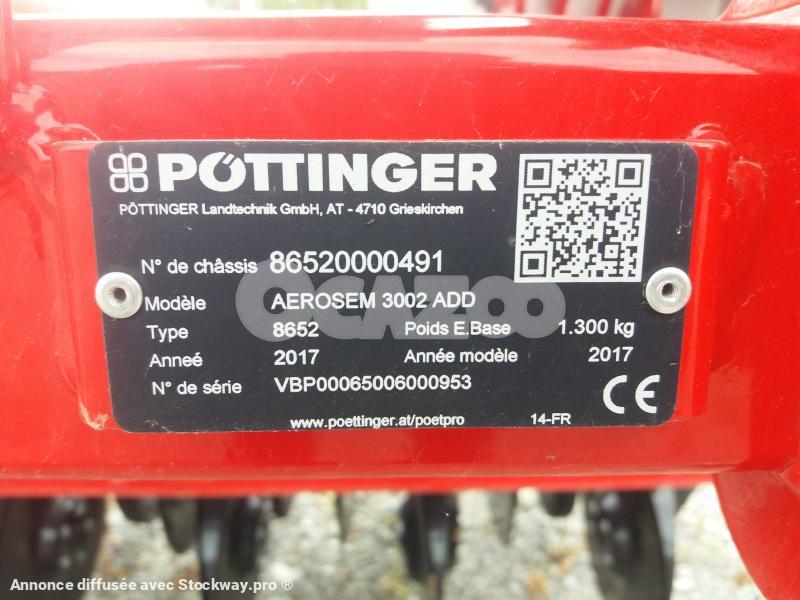 PÖTTINGER
PÖTTINGER Landtechnik GmbH, AT - 4710 Grieskirchen
N° de châssis 86520000491
Modèle AEROSEM 3002 ADD
Type 8652 Poids E.Base 1.300 kg
Anneé 2017 Année modèle 2017
N° de série VBP00065006000953
CE
www.poettinger.at/poetpro 14-FR
OCAZOO
Annonce diffusée avec Stockway.pro ®